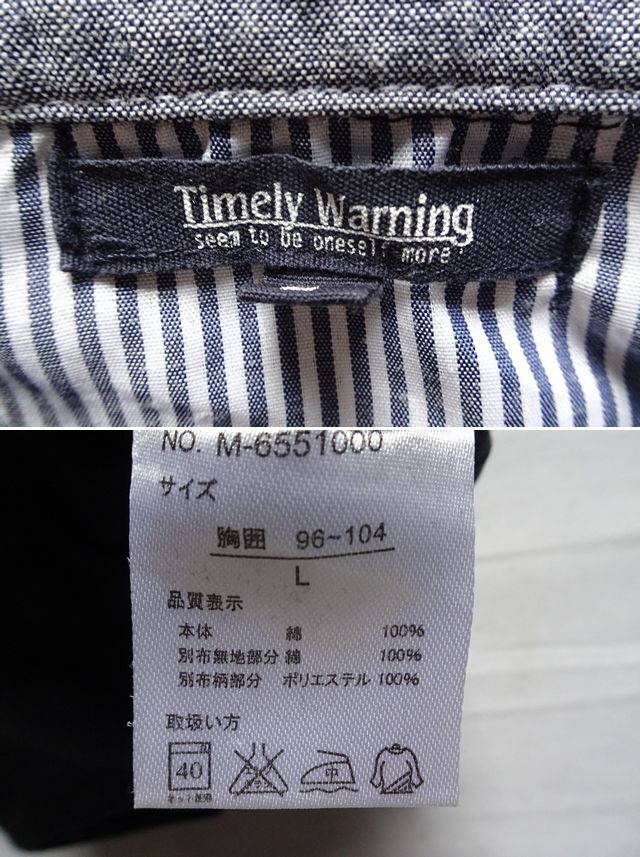 Timely Warning
seem to be oneself more
NO. M-6551000
サイズ
胸囲 96~104
L
品質表示
本体 綿 100%
別布無地部分 綿 100%
別布柄部分 ポリエステル 100%
取扱い方
40 中